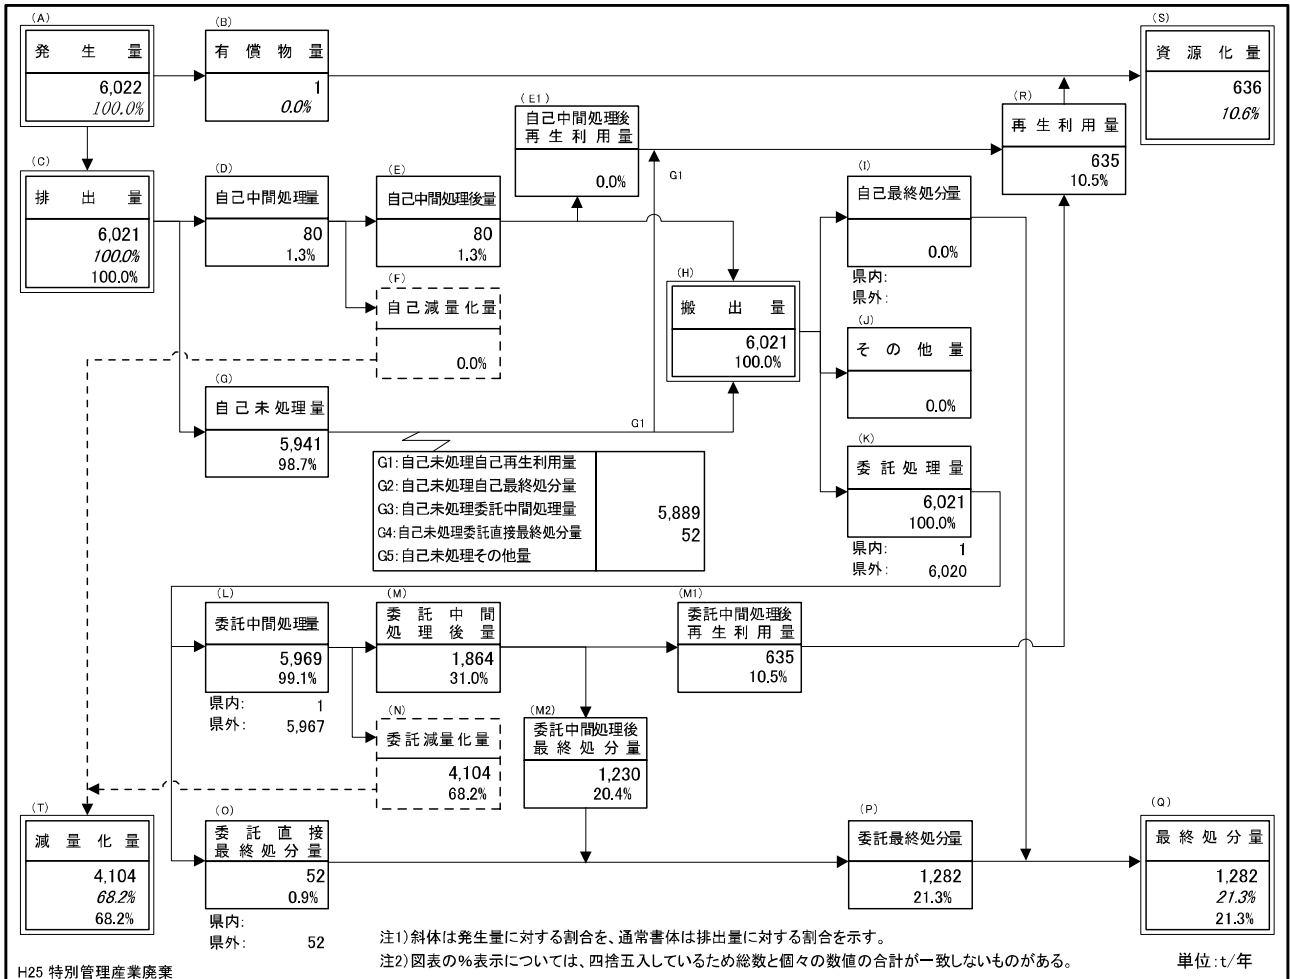 (A)
発生量
6,022
100.0%
(B)
有償物量
1
0.0%
(S)
資源化量
636
10.6%
(E1)
自己中間処理後
再生利用量
0.0%
(R)
再生利用量
635
10.5%
G1
(C)
排出量
6,021
100.0%
100.0%
(D)
自己中間処理量
80
1.3%
(E)
自己中間処理後量
80
1.3%
(I)
自己最終処分量
0.0%
県内:
県外:
(F)
自己減量化量
0.0%
(H)
搬出量
6,021
100.0%
(J)
その他量
0.0%
(G)
自己未処理量
5,941
98.7%
G1
(K)
委託処理量
6,021
100.0%
県内: 1
県外: 6,020
G1:自己未処理自己再生利用量
G2:自己未処理自己最終処分量
G3:自己未処理委託中間処理量 5,889
G4:自己未処理委託直接最終処分量 52
G5:自己未処理その他量
(L)
委託中間処理量
5,969
99.1%
県内: 1
県外: 5,967
(M)
委託中間
処理後量
1,864
31.0%
(M1)
委託中間処理後
再生利用量
635
10.5%
(N)
委託減量化量
4,104
68.2%
(M2)
委託中間処理後
最終処分量
1,230
20.4%
(T)
減量化量
4,104
68.2%
68.2%
(O)
委託直接
最終処分量
52
0.9%
県内:
県外: 52
(P)
委託最終処分量
1,282
21.3%
(Q)
最終処分量
1,282
21.3%
21.3%
注1)斜体は発生量に対する割合を、通常書体は排出量に対する割合を示す。
注2)図表の%表示については、四捨五入しているため総数と個々の数値の合計が一致しないものがある。
H25 特別管理産業廃棄
単位:t/年